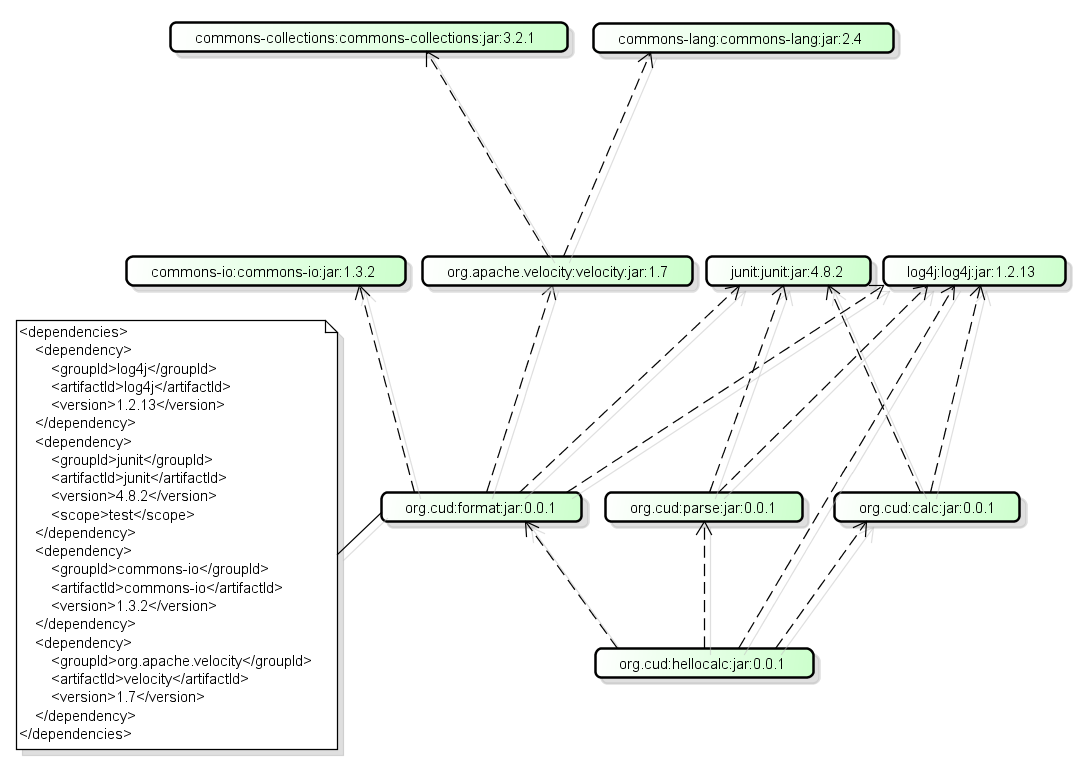 commons-collections:commons-collections:jar:3.2.1
commons-lang:commons-lang:jar:2.4
commons-io:commons-io:jar:1.3.2
org.apache.velocity:velocity:jar:1.7
junit:junit:jar:4.8.2
log4j:log4j:jar:1.2.13
<dependencies>
<dependency>
<groupId>log4j</groupId>
<artifactId>log4j</artifactId>
<version>1.2.13</version>
</dependency>
<dependency>
<groupId>junit</groupId>
<artifactId>junit</artifactId>
<version>4.8.2</version>
<scope>test</scope>
</dependency>
<dependency>
<groupId>commons-io</groupId>
<artifactId>commons-io</artifactId>
<version>1.3.2</version>
</dependency>
<dependency>
<groupId>org.apache.velocity</groupId>
<artifactId>velocity</artifactId>
<version>1.7</version>
</dependency>
</dependencies>
org.cud:format:jar:0.0.1
org.cud:parse:jar:0.0.1
org.cud:calc:jar:0.0.1
org.cud:hellocalc:jar:0.0.1